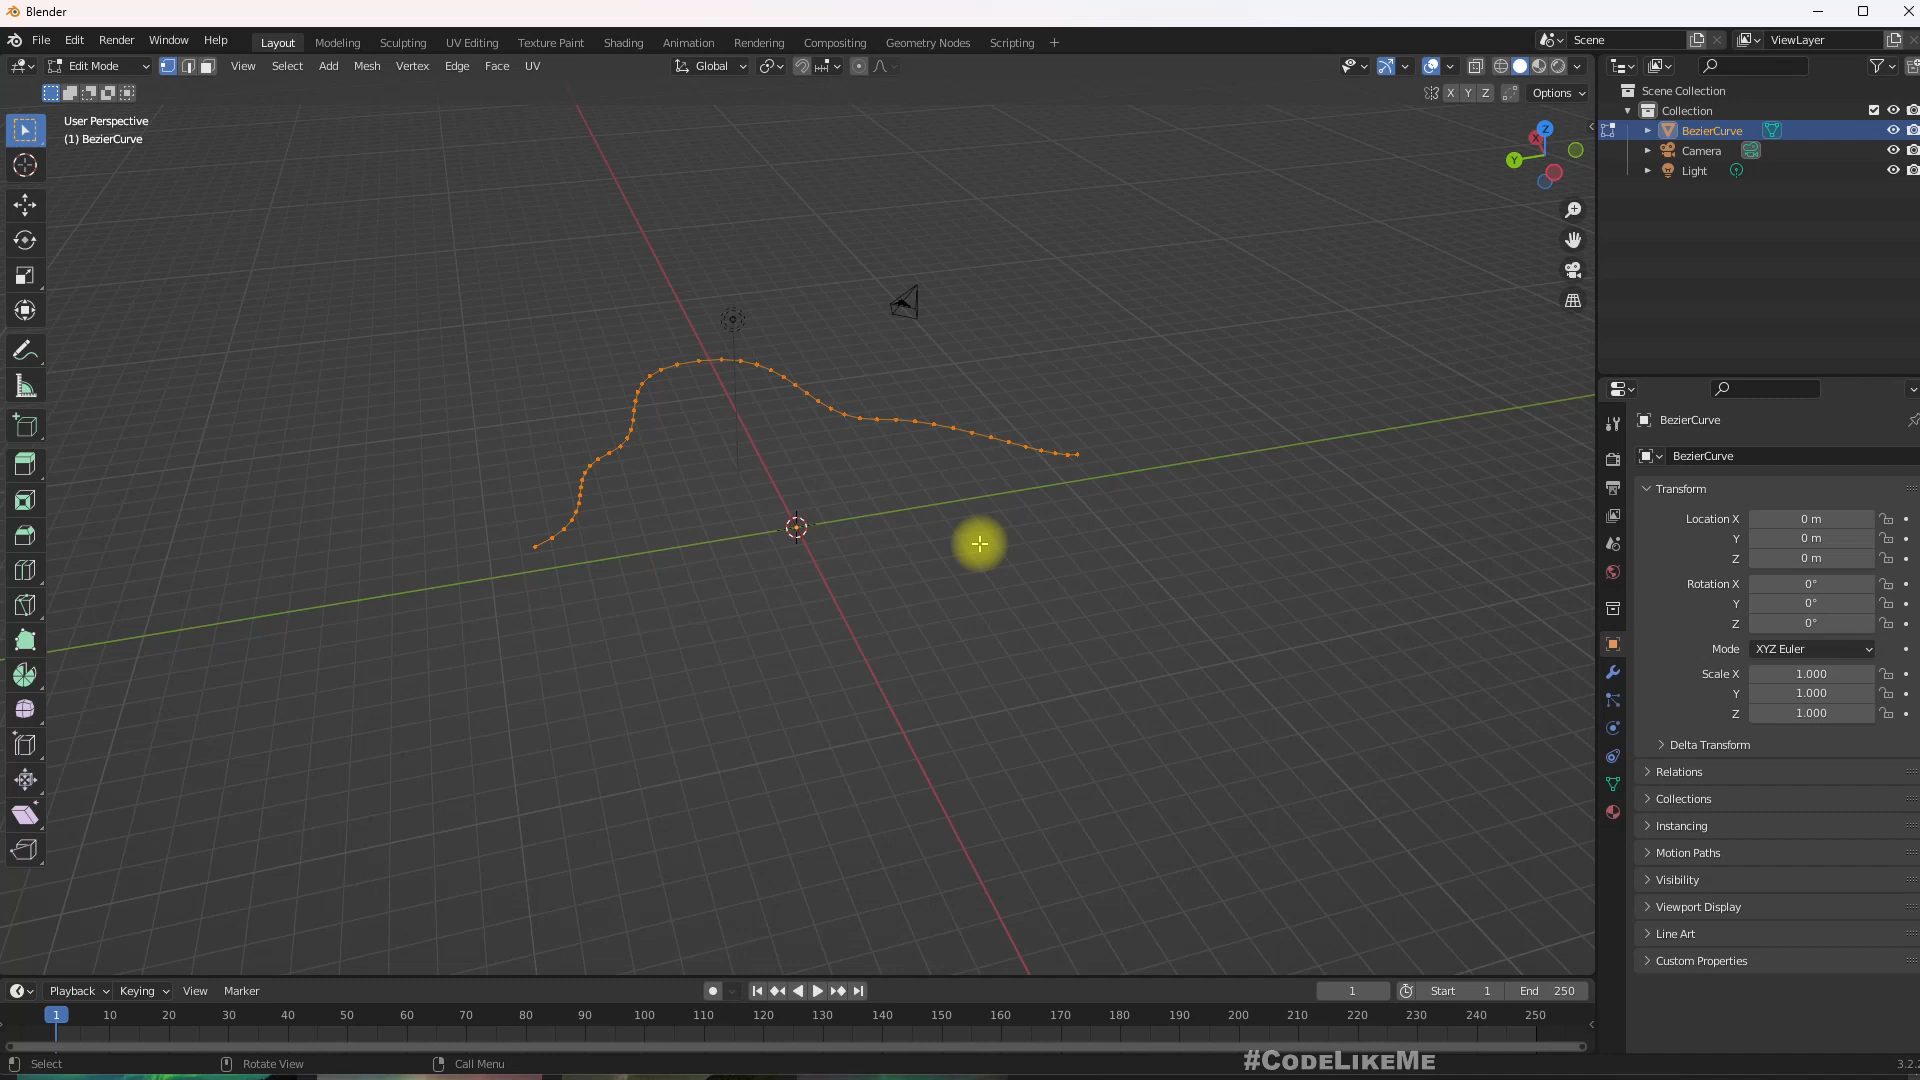 Blender
File Edit Render Window Help Layout Modeling Sculpting UV Editing Texture Paint Shading Animation Rendering Compositing Geometry Nodes Scripting + Scene ViewLayer
Edit Mode View Select Add Mesh Vertex Edge Face UV Global
X Y Z Options
User Perspective
(1) BezierCurve
Z
X
Y
Scene Collection
Collection
BezierCurve
Camera
Light
BezierCurve
BezierCurve
Transform
Location X 0 m
Y 0 m
Z 0 m
Rotation X 0°
Y 0°
Z 0°
Mode XYZ Euler
Scale X 1.000
Y 1.000
Z 1.000
Delta Transform
Relations
Collections
Instancing
Motion Paths
Visibility
Viewport Display
Line Art
Custom Properties
Playback Keying View Marker 1 Start 1 End 250
1 10 20 30 40 50 60 70 80 90 100 110 120 130 140 150 160 170 180 190 200 210 220 230 240 250
Select Rotate View Call Menu
#CodeLikeMe